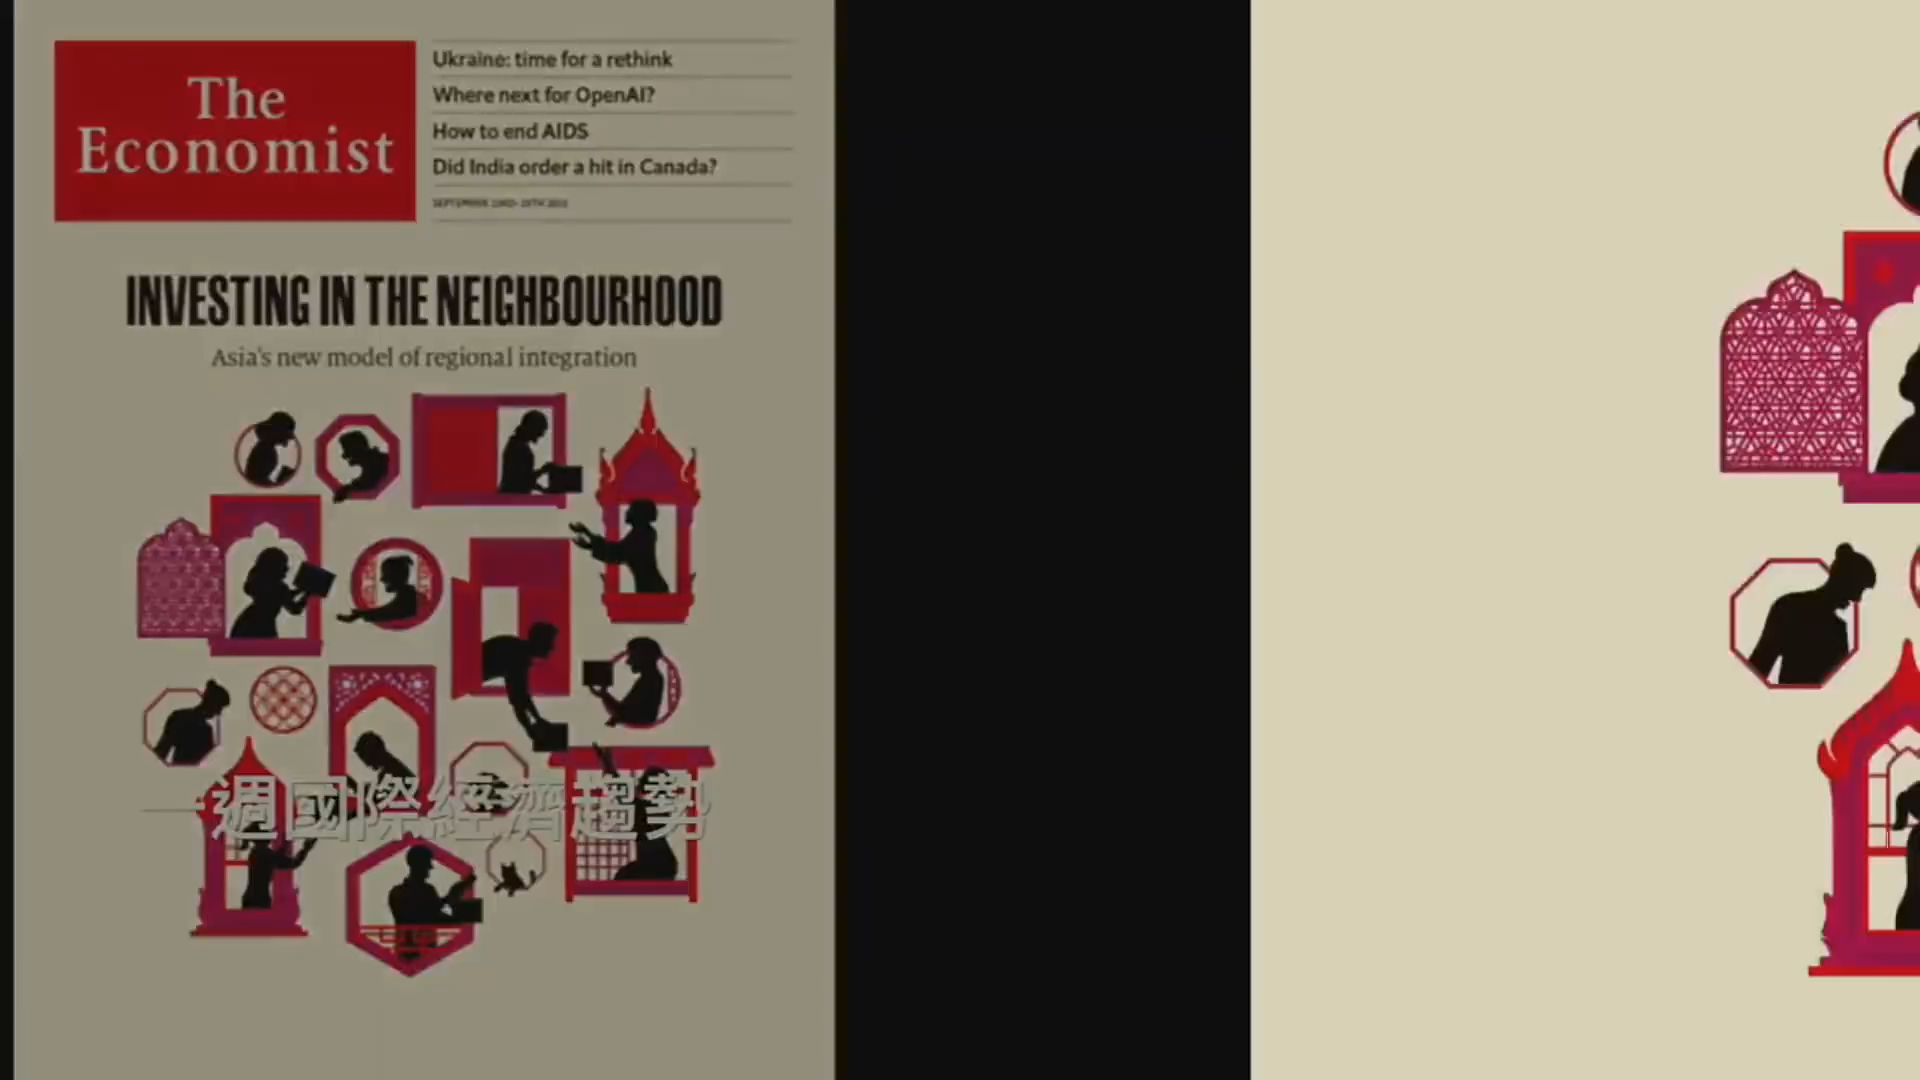 The
Economist
Ukraine: time for a rethink
Where next for OpenAI?
How to end AIDS
Did India order a hit in Canada?
INVESTING IN THE NEIGHBOURHOOD
Asia's new model of regional integration
一週國際經濟趨勢